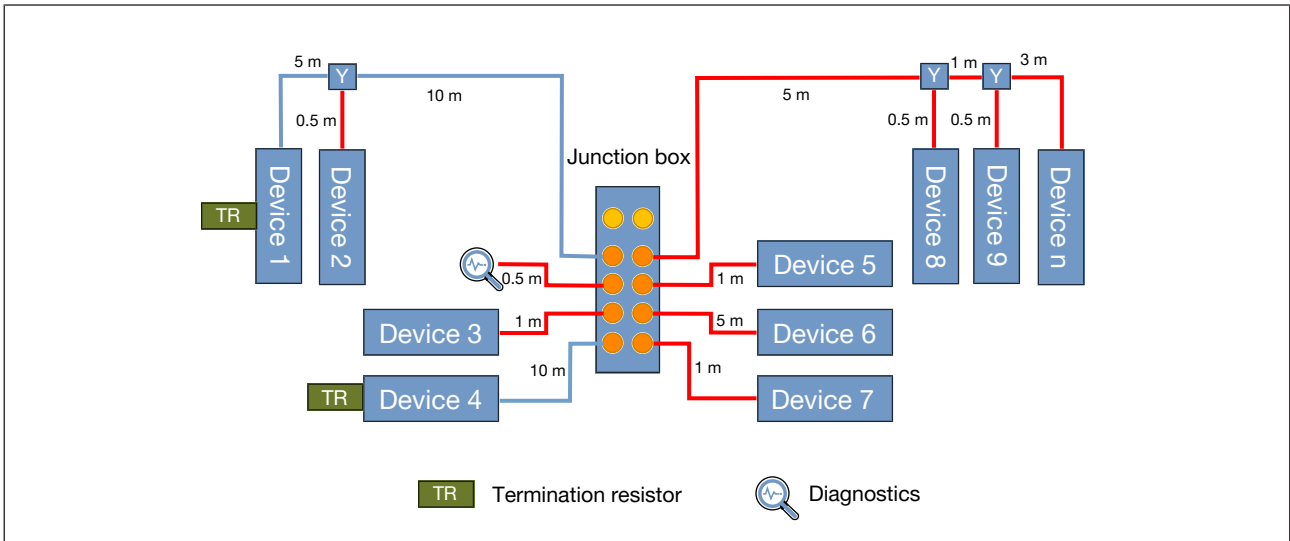 5 m
Y
10 m
0.5 m
Device 1
Device 2
TR
Junction box
5 m
Y
1 m
Y
3 m
0.5 m
0.5 m
Device 8
Device 9
Device n
0.5 m
Device 5
1 m
Device 3
1 m
Device 6
5 m
TR
Device 4
10 m
Device 7
1 m
TR
Termination resistor
Diagnostics